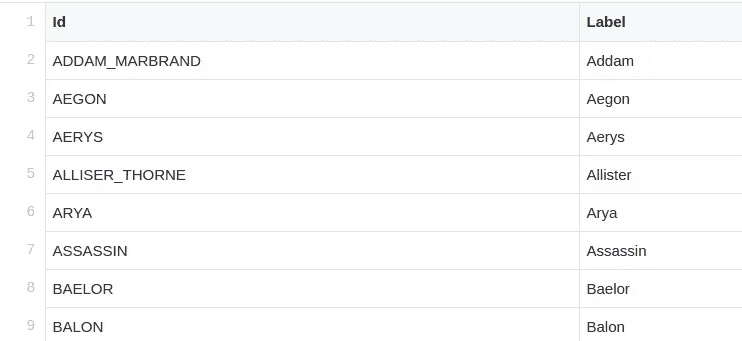 1 Id Label
2 ADDAM_MARBRAND Addam
3 AEGON Aegon
4 AERYS Aerys
5 ALLISER_THORNE Allister
6 ARYA Arya
7 ASSASSIN Assassin
8 BAELOR Baelor
9 BALON Balon